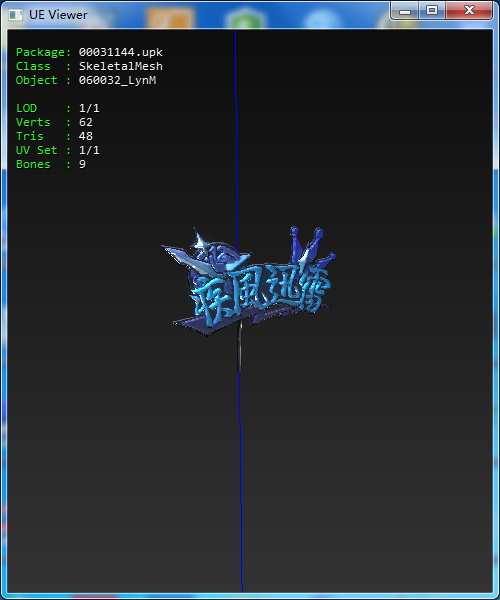 UE Viewer
Package: 00031144.upk
Class  : SkeletalMesh
Object : 060032_LynM
LOD    : 1/1
Verts  : 62
Tris   : 48
UV Set : 1/1
Bones  : 9
疾風迅雷